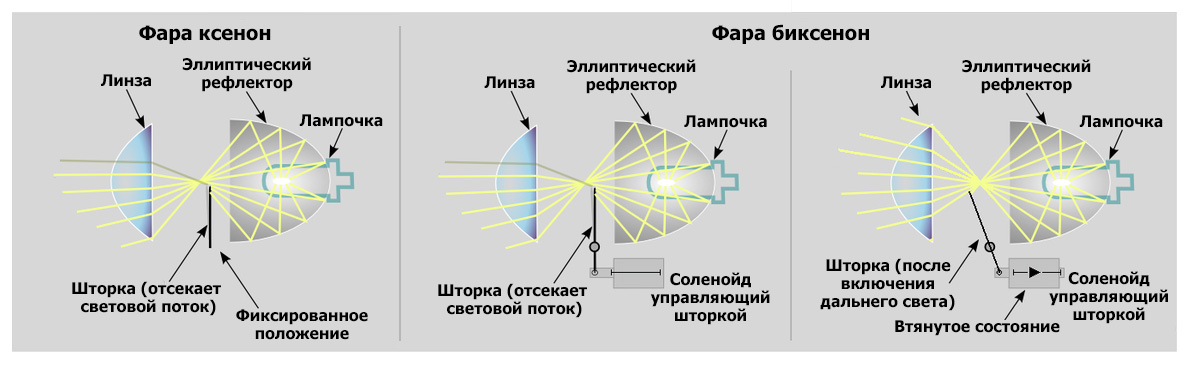 Фара ксенон
Линза
Эллиптический
рефлектор
Лампочка
Шторка (отсекает
световой поток)
Фиксированное
положение
Фара биксенон
Линза
Эллиптический
рефлектор
Лампочка
Шторка (отсекает
световой поток)
Соленойд
управляющий
шторкой
Линза
Эллиптический
рефлектор
Лампочка
Шторка (после
включения
дальнего света)
Соленойд
управляющий
шторкой
Втянутое состояние